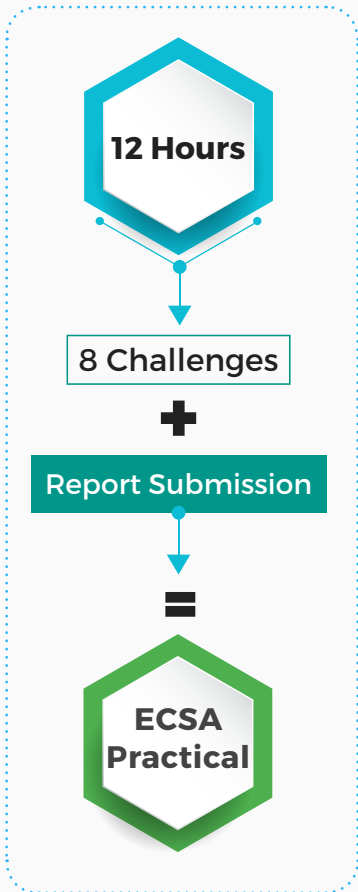 12 Hours
8 Challenges
+
Report Submission
=
ECSA
Practical